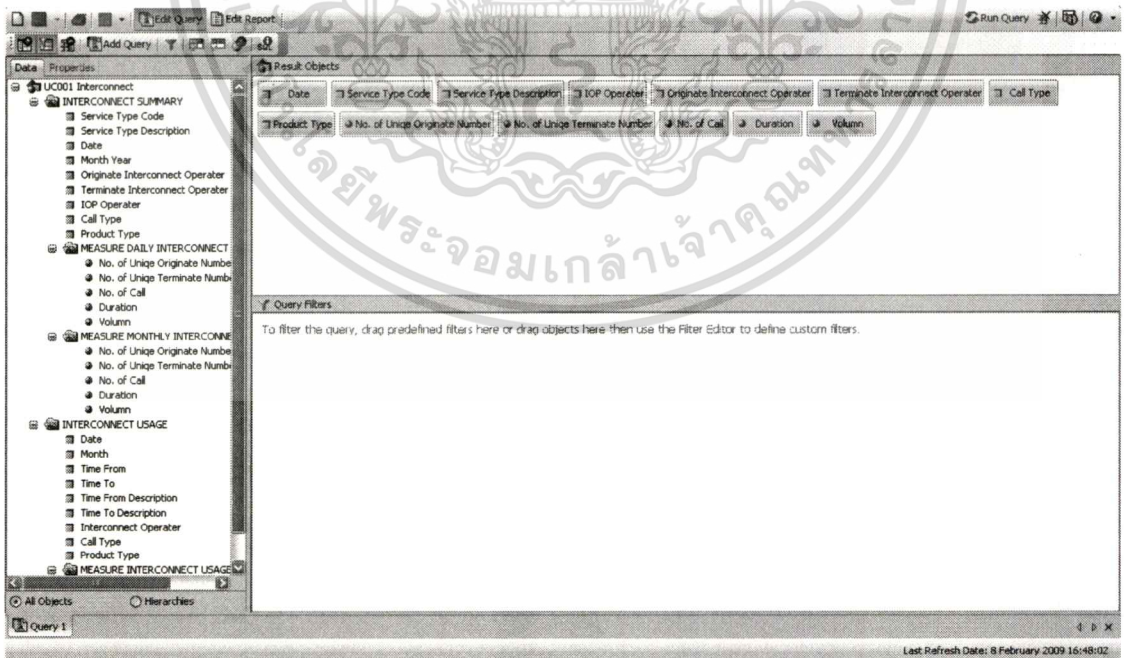 Edit Query Edit Report Run Query
Add Query
Data Properties
UC001 Interconnect
INTERCONNECT SUMMARY
Service Type Code
Service Type Description
Date
Month Year
Originate Interconnect Operater
Terminate Interconnect Operater
IOP Operater
Call Type
Product Type
MEASURE DAILY INTERCONNECT
No. of Uniqe Originate Numbe
No. of Uniqe Terminate Numb
No. of Call
Duration
Volumn
MEASURE MONTHLY INTERCONNE
No. of Uniqe Originate Numbe
No. of Uniqe Terminate Numb
No. of Call
Duration
Volumn
INTERCONNECT USAGE
Date
Month
Time From
Time To
Time From Description
Time To Description
Interconnect Operater
Call Type
Product Type
MEASURE INTERCONNECT USAGE
All Objects Hierarchies
Result Objects
Date Service Type Code Service Type Description IOP Operater Originate Interconnect Operater Terminate Interconnect Operater Call Type
Product Type No. of Uniqe Originate Number No. of Uniqe Terminate Number No. of Call Duration Volumn
Query Filters
To filter the query, drag predefined filters here or drag objects here then use the Filter Editor to define custom filters.
Query 1
Last Refresh Date: 8 February 2009 16:48:02